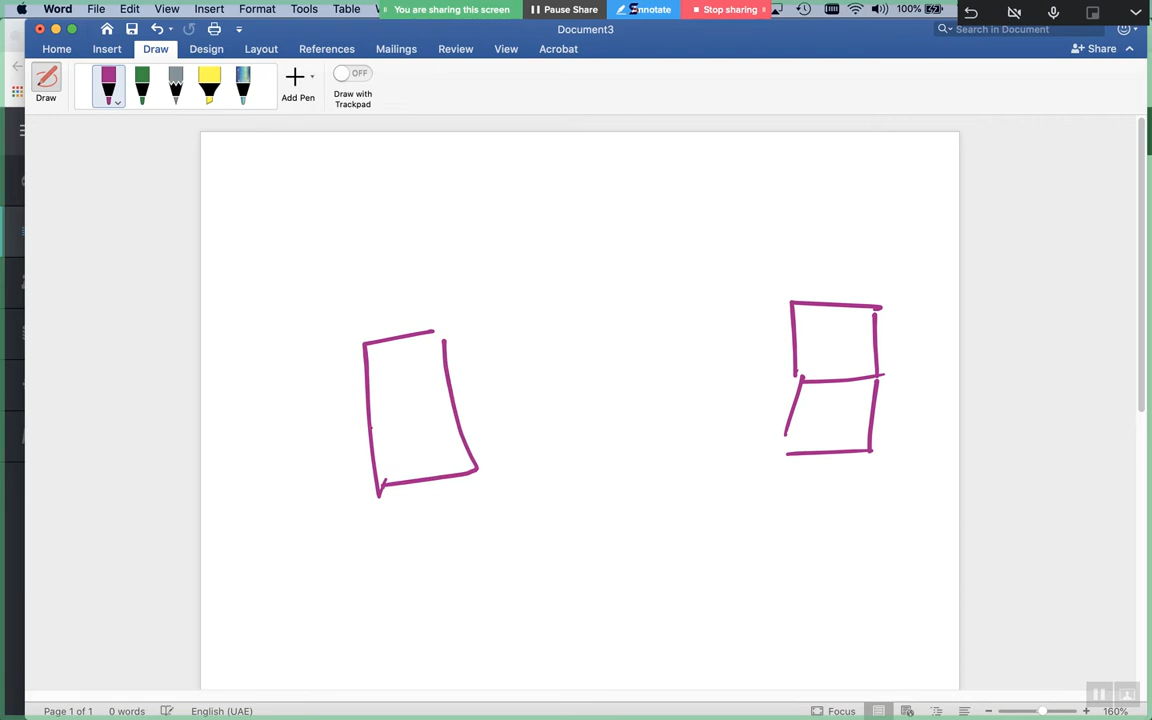 Word File Edit View Insert Format Tools Table You are sharing this screen Pause Share Annotate Stop sharing 100%
Document3 Search in Document
Home Insert Draw Design Layout References Mailings Review View Acrobat Share
OFF
Draw Add Pen Draw with Trackpad
Page 1 of 1 0 words English (UAE) Focus 160%